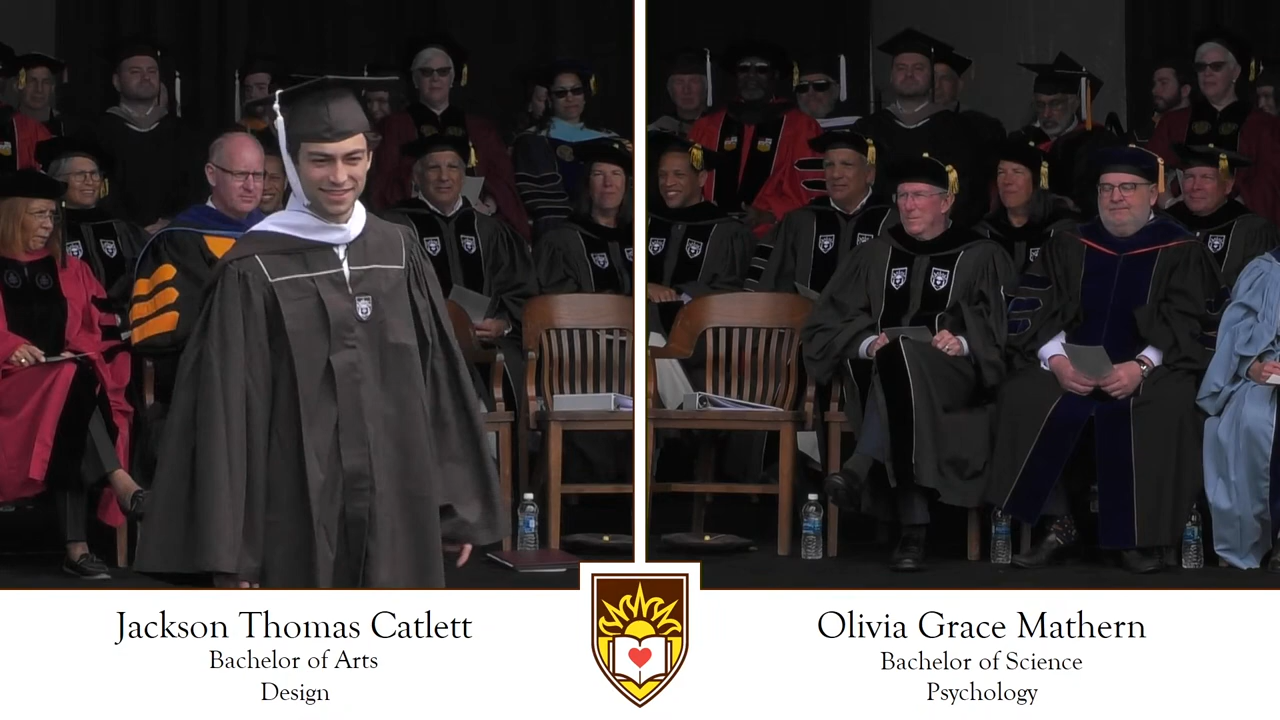 Jackson Thomas Catlett
Bachelor of Arts
Design
Olivia Grace Mathern
Bachelor of Science
Psychology